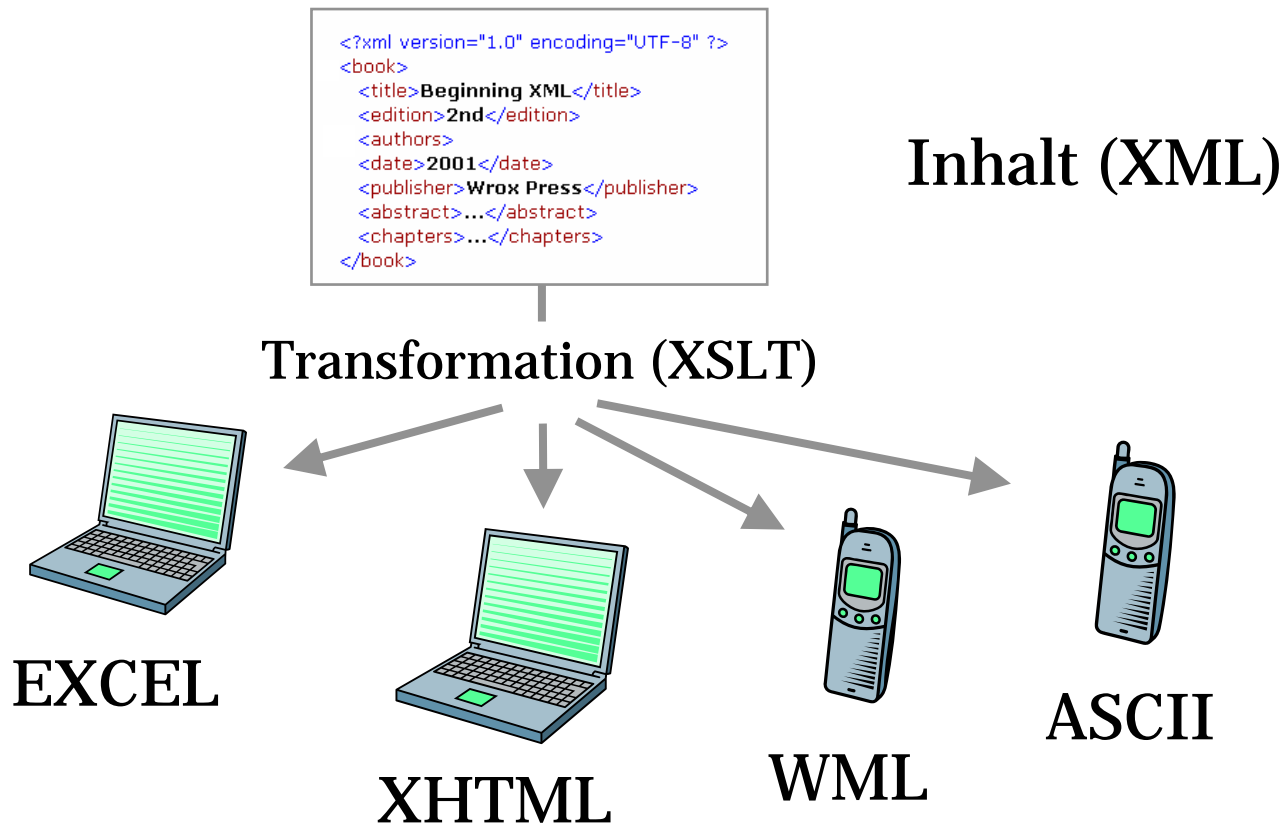 <?xml version="1.0" encoding="UTF-8" ?>
<book>
<title>Beginning XML</title>
<edition>2nd</edition>
<authors>
<date>2001</date>
<publisher>Wrox Press</publisher>
<abstract>...</abstract>
<chapters>...</chapters>
</book>
Inhalt (XML)
Transformation (XSLT)
EXCEL
XHTML
WML
ASCII